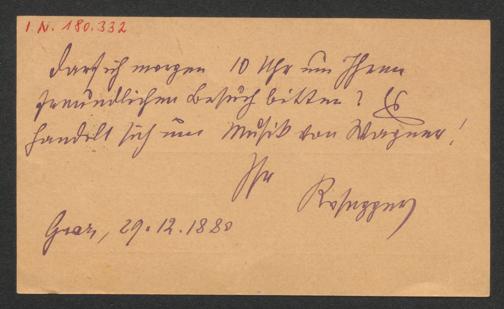 I. N. 180.332
Darf ich morgen 10 Uhr um Ihren
freundlichen Besuch bitten? Es
handelt sich um Musik von Wagner!
Ihr
Rosegger
Graz, 29.12.1880